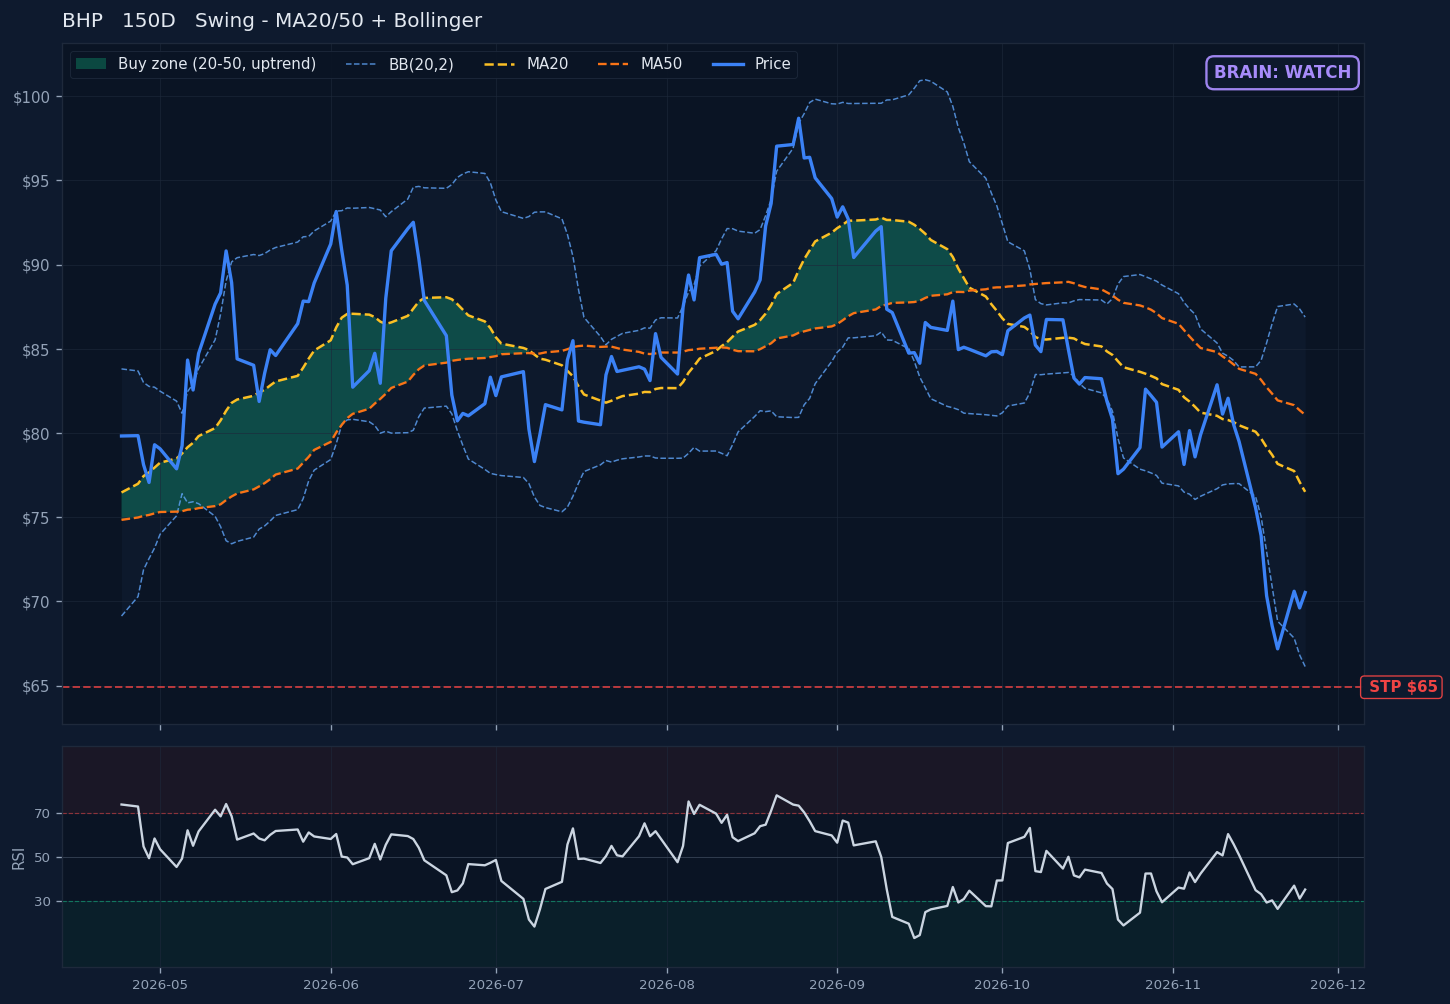 BHP   150D   Swing - MA20/50 + Bollinger
Buy zone (20-50, uptrend)   BB(20,2)   MA20   MA50   Price
BRAIN: WATCH
$100
$95
$90
$85
$80
$75
$70
$65
STP $65
RSI
70
50
30
2026-05   2026-06   2026-07   2026-08   2026-09   2026-10   2026-11   2026-12